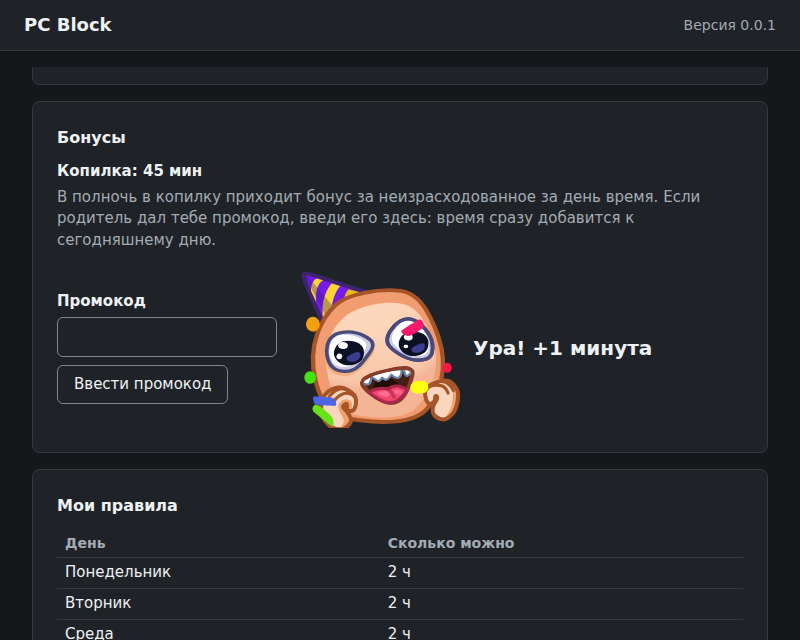 PC Block
Версия 0.0.1
Бонусы
Копилка: 45 мин
В полночь в копилку приходит бонус за неизрасходованное за день время. Если
родитель дал тебе промокод, введи его здесь: время сразу добавится к
сегодняшнему дню.
Промокод
Ввести промокод
Ура! +1 минута
Мои правила
День Сколько можно
Понедельник 2 ч
Вторник 2 ч
Среда 2 ч